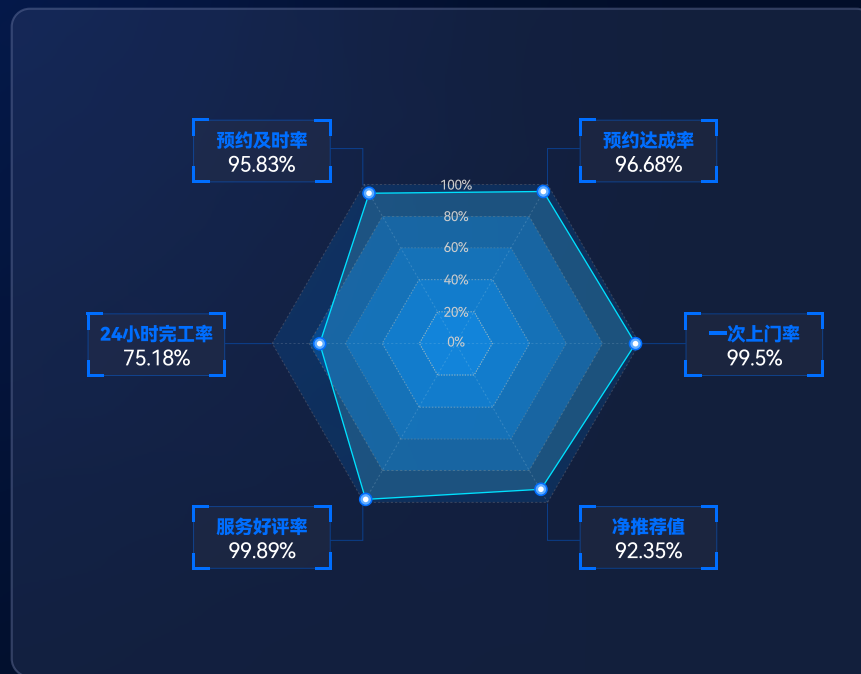 预约及时率
95.83%
预约达成率
96.68%
100%
80%
60%
40%
20%
0%
24小时完工率
75.18%
一次上门率
99.5%
服务好评率
99.89%
净推荐值
92.35%